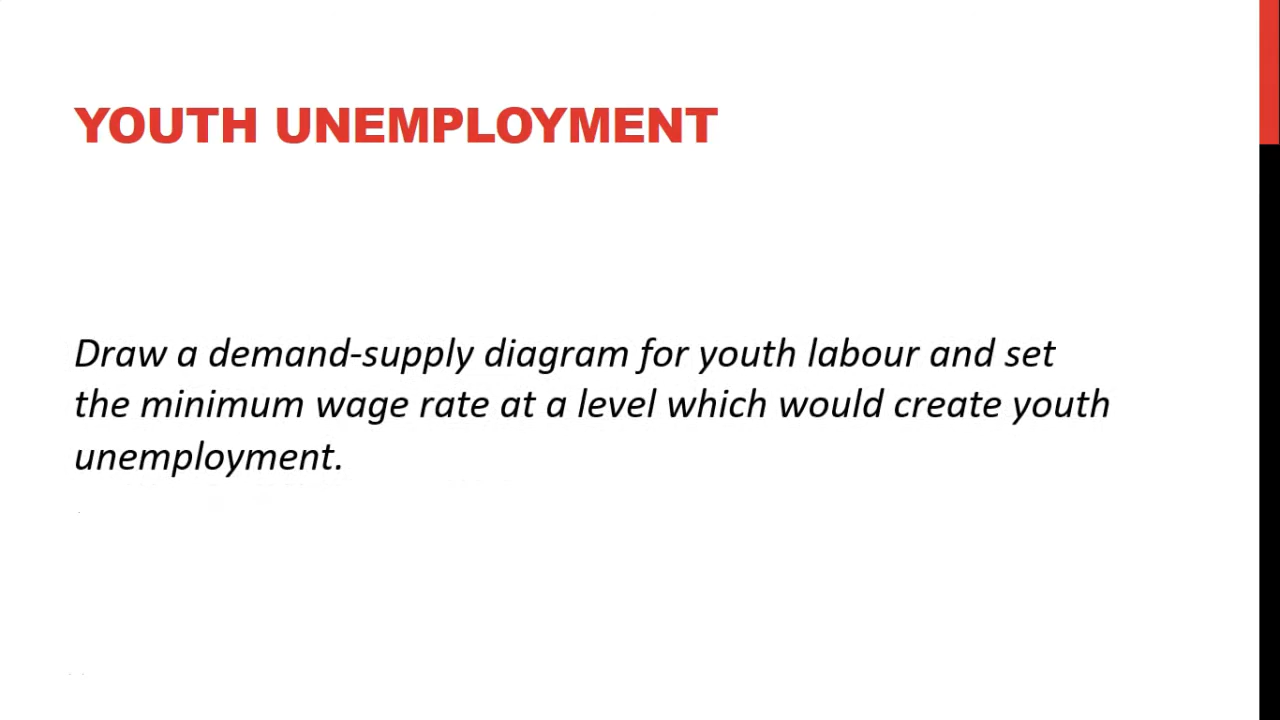 YOUTH UNEMPLOYMENT
Draw a demand-supply diagram for youth labour and set
the minimum wage rate at a level which would create youth
unemployment.